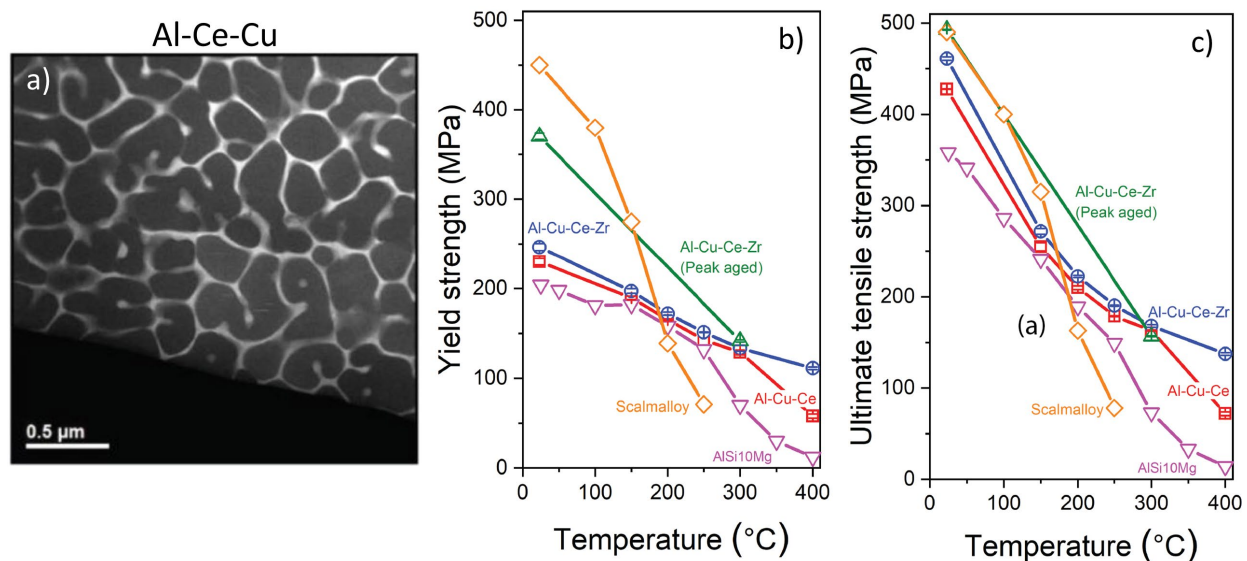 Al-Ce-Cu
a)
0.5 µm
b)
Yield strength (MPa)
500
400
300
200
100
0
Al-Cu-Ce-Zr
Al-Cu-Ce-Zr
(Peak aged)
Scalmalloy
Al-Cu-Ce
AlSi10Mg
0 100 200 300 400
Temperature (°C)
c)
Ultimate tensile strength (MPa)
500
400
300
200
100
0
Al-Cu-Ce-Zr
(Peak aged)
Al-Cu-Ce-Zr
(a)
Al-Cu-Ce
Scalmalloy
AlSi10Mg
0 100 200 300 400
Temperature (°C)